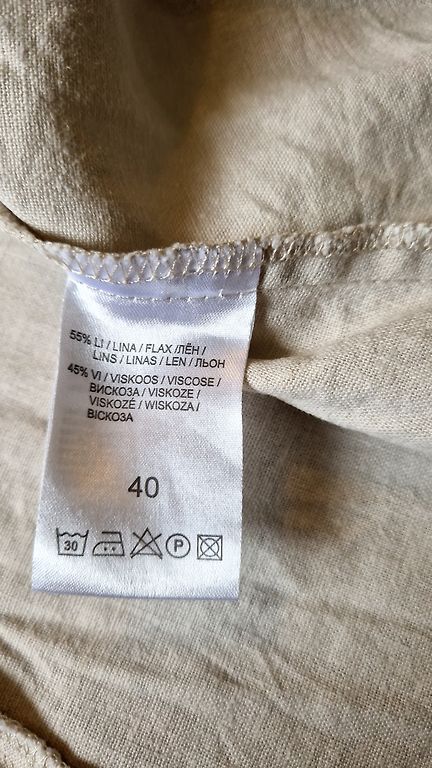 55% LI / LINA / FLAX /ЛЁН /
LINS / LINAS / LEN / ЛЬОН
45% VI / VISKOOS / VISCOSE /
ВИСКОЗА / VISKOZE /
VISKOZĖ / WISKOZA /
ВІСКОЗА
40
30 P